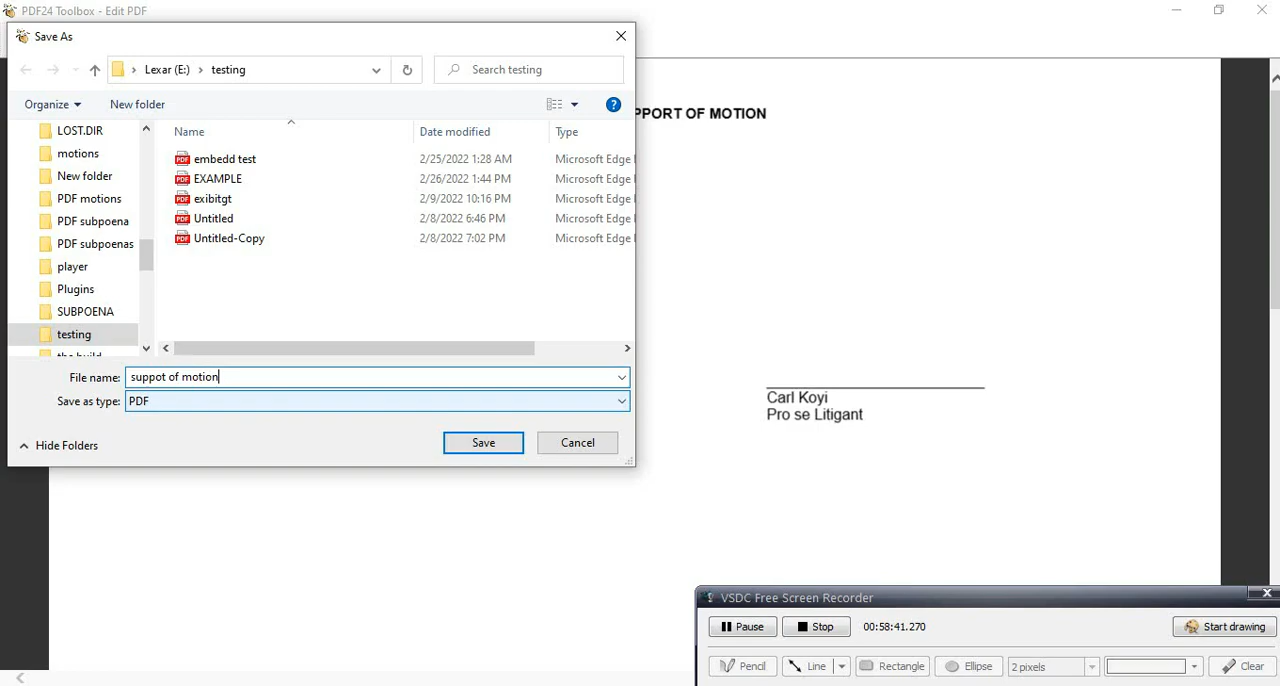 PDF24 Toolbox - Edit PDF
Save As
Lexar (E:) › testing
Search testing
Organize
New folder
?
Name
Date modified
Type
LOST.DIR
motions
New folder
PDF motions
PDF subpoena
PDF subpoenas
player
Plugins
SUBPOENA
testing
PDF embedd test 2/25/2022 1:28 AM Microsoft Edge
PDF EXAMPLE 2/26/2022 1:44 PM Microsoft Edge
PDF exibitgt 2/9/2022 10:16 PM Microsoft Edge
PDF Untitled 2/8/2022 6:46 PM Microsoft Edge
PDF Untitled-Copy 2/8/2022 7:02 PM Microsoft Edge
File name: suppot of motion
Save as type: PDF
Hide Folders
Save
Cancel
PPORT OF MOTION
Carl Koyi
Pro se Litigant
VSDC Free Screen Recorder
Pause
Stop
00:58:41.270
Start drawing
Pencil
Line
Rectangle
Ellipse
2 pixels
Clear